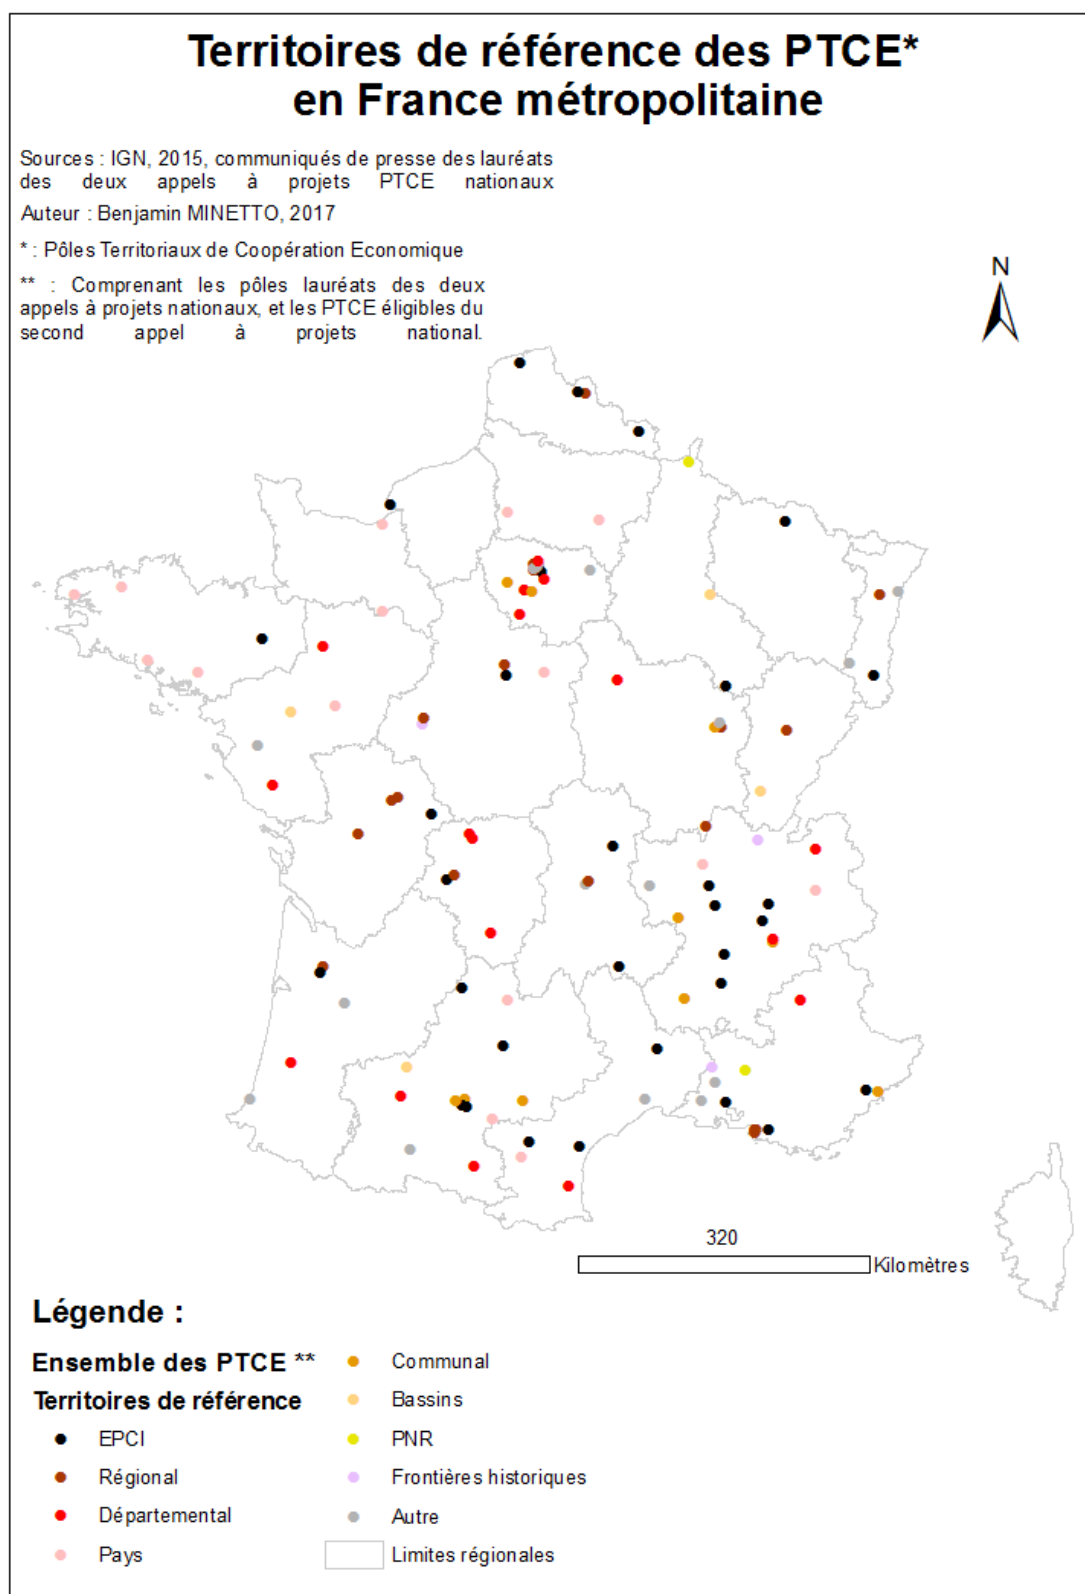 Territoires de référence des PTCE*
en France métropolitaine
Sources : IGN, 2015, communiqués de presse des lauréats
des deux appels à projets PTCE nationaux
Auteur : Benjamin MINETTO, 2017
* : Pôles Territoriaux de Coopération Economique
** : Comprenant les pôles lauréats des deux
appels à projets nationaux, et les PTCE éligibles du
second appel à projets national.
N
320
Kilomètres
Légende :
Ensemble des PTCE **
Territoires de référence
EPCI
Régional
Départemental
Pays
Communal
Bassins
PNR
Frontières historiques
Autre
Limites régionales